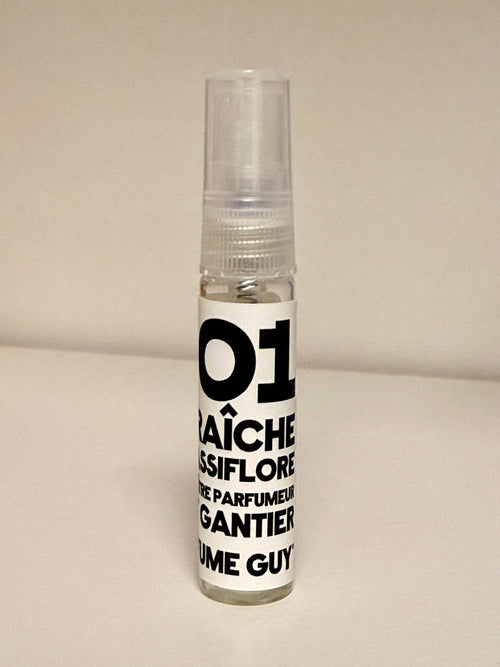 01
RAÎCHE
SSIFLORE
TRE PARFUMEUR
GANTIER
UME GUY